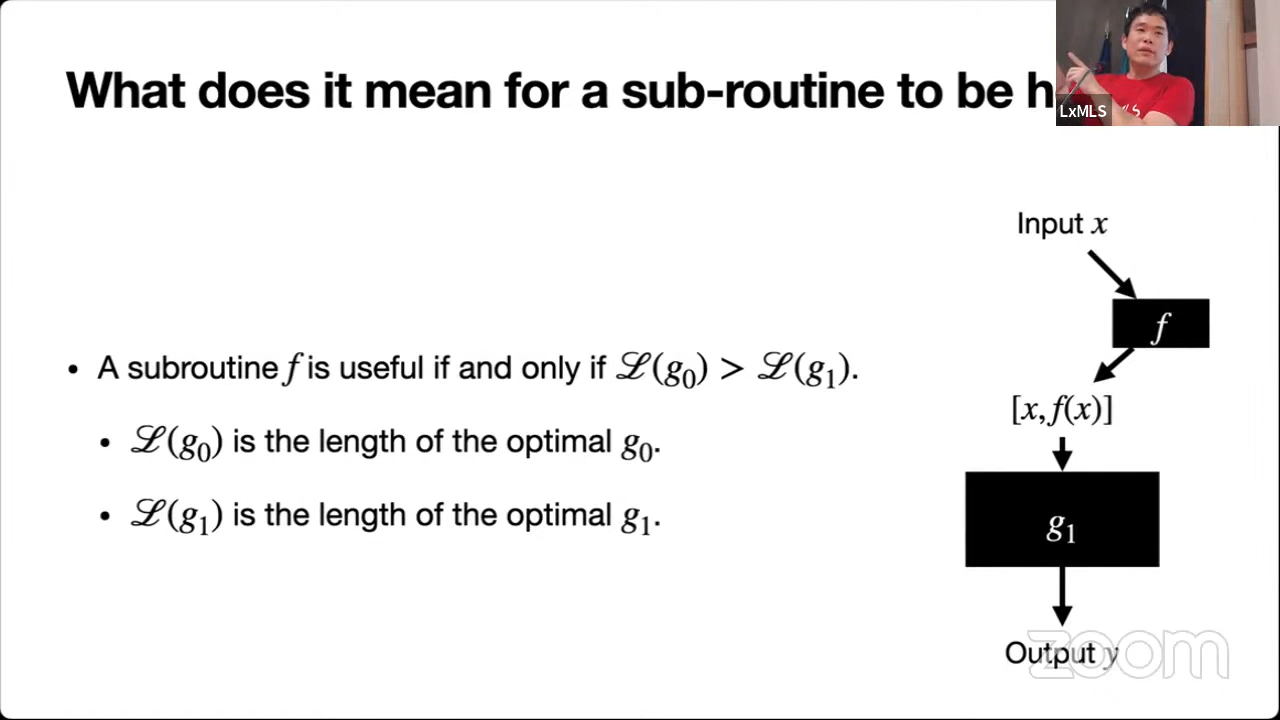 What does it mean for a sub-routine to be
LxMLS
Input x
f
• A subroutine f is useful if and only if ℒ(g₀) > ℒ(g₁).
[x, f(x)]
• ℒ(g₀) is the length of the optimal g₀.
• ℒ(g₁) is the length of the optimal g₁.
g₁
Output y
zoom